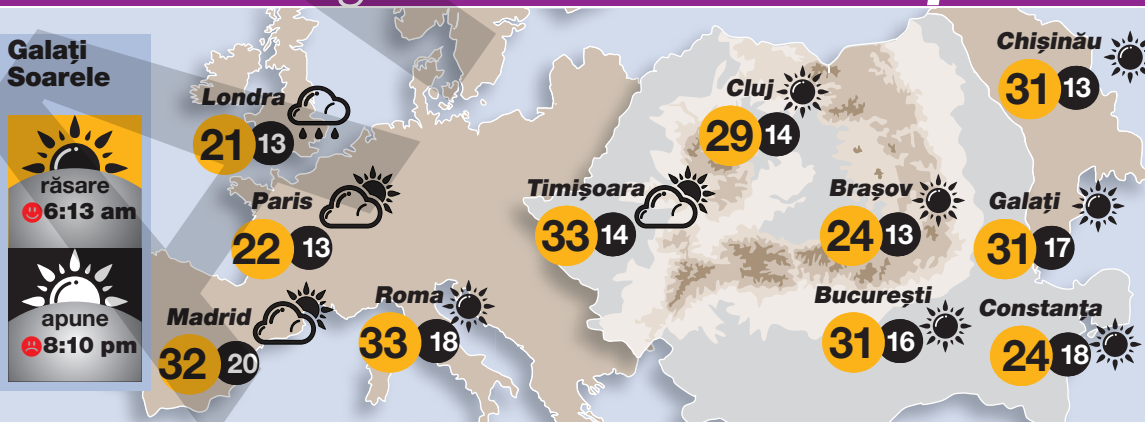 Galați
Soarele
răsare
6:13 am
apune
8:10 pm
Londra
21 13
Paris
22 13
Madrid
32 20
Roma
33 18
Timișoara
33 14
Cluj
29 14
Brașov
24 13
București
31 16
Chișinău
31 13
Galați
31 17
Constanța
24 18